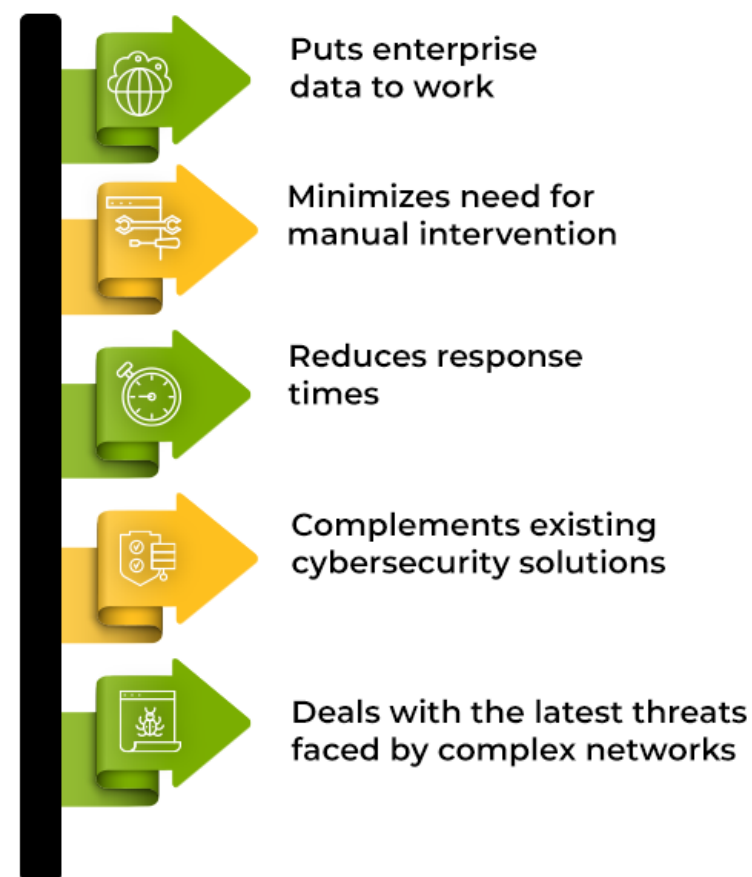 Puts enterprise
data to work
Minimizes need for
manual intervention
Reduces response
times
Complements existing
cybersecurity solutions
Deals with the latest threats
faced by complex networks